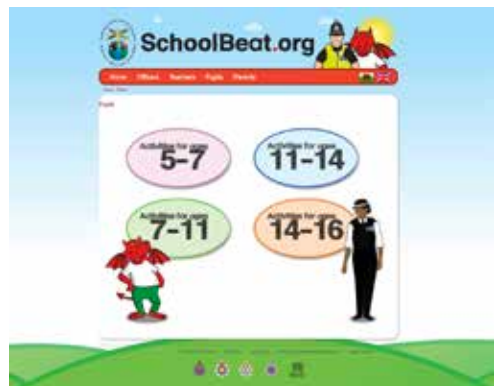 SchoolBeat.org
Home Officers Teachers Pupils Parents
Pupils
Activities for ages
5-7
Activities for ages
11-14
Activities for ages
7-11
Activities for ages
14-16